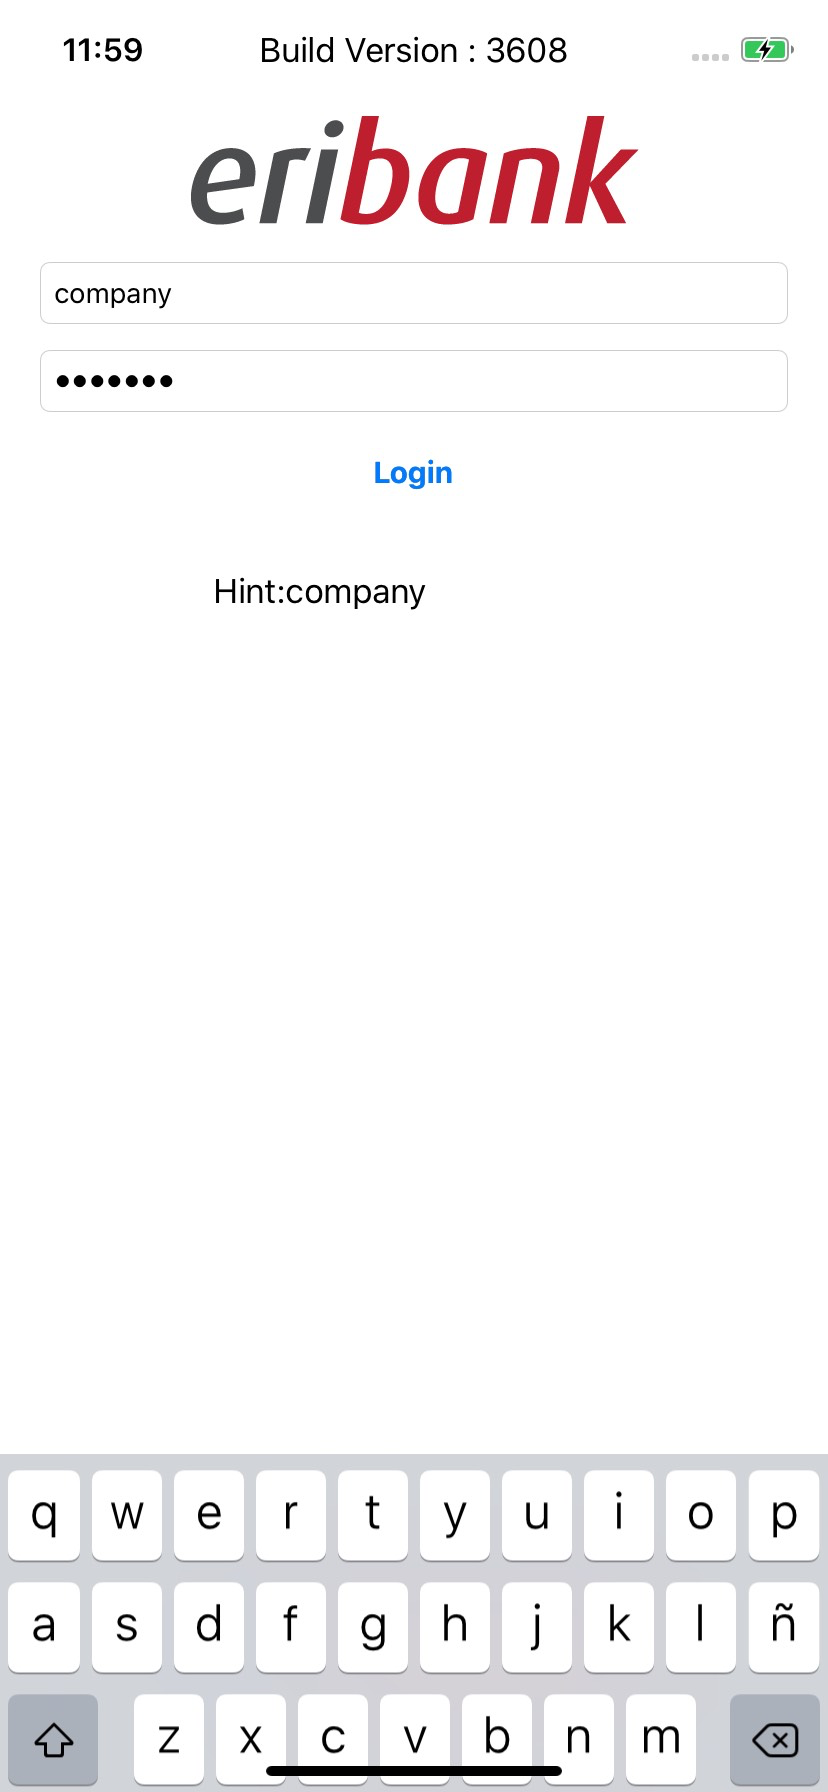 11:59 Build Version : 3608
eribank
company
•••••••
Login
Hint:company
q w e r t y u i o p
a s d f g h j k l ñ
z x c v b n m